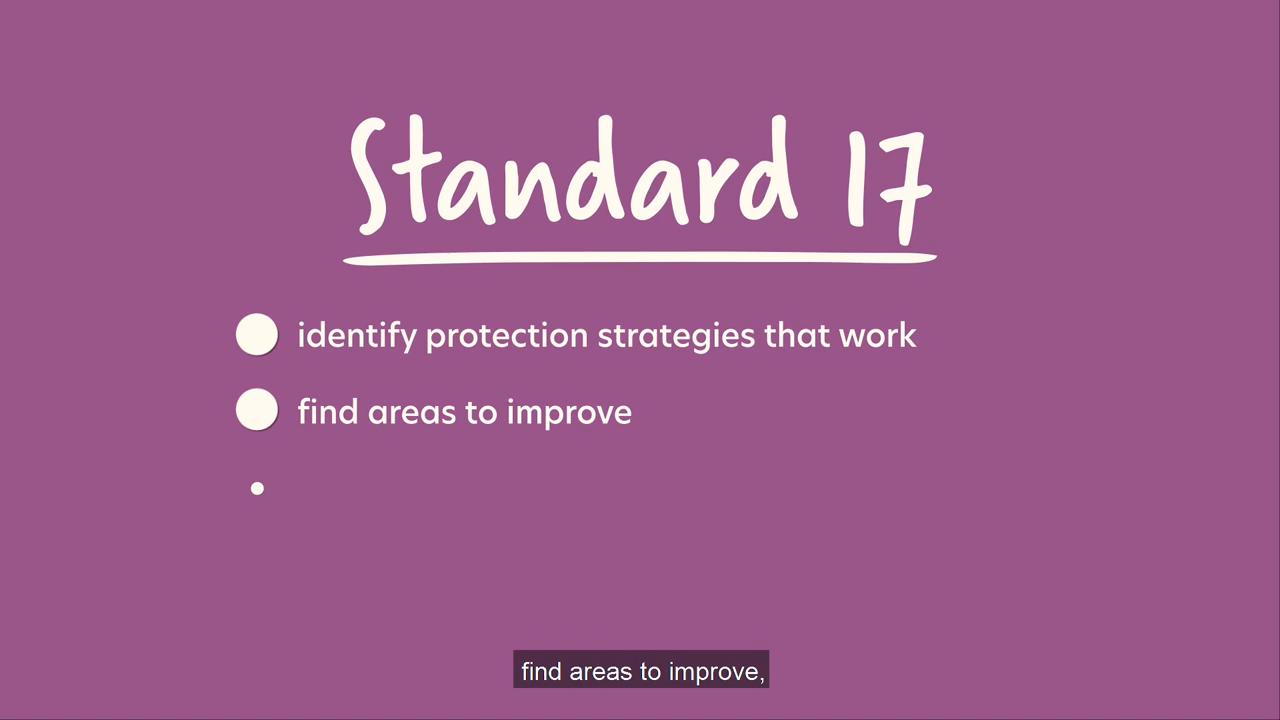 Standard 17
identify protection strategies that work
find areas to improve
find areas to improve,